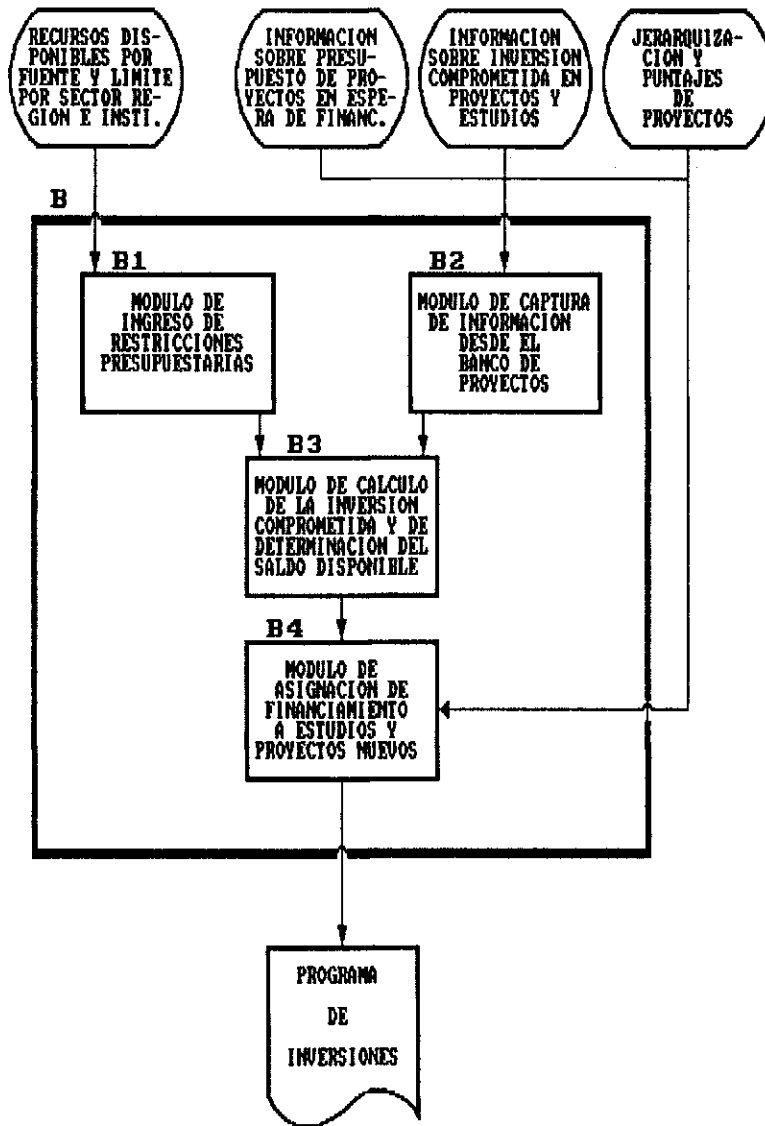 RECURSOS DIS-
PONIBLES POR
FUENTE Y LIMITE
POR SECTOR RE-
GION E INSTI.
INFORMACION
SOBRE PRESU-
PUESTO DE PRO-
YECTOS EN ESPE-
RA DE FINANC.
INFORMACION
SOBRE INVERSION
COMPROMETIDA EN
PROYECTOS Y
ESTUDIOS
JERARQUIZA-
CION Y
PUNTAJES
DE
PROYECTOS
B
B1
MODULO DE
INGRESO DE
RESTRICCIONES
PRESUPUESTARIAS
B2
MODULO DE CAPTURA
DE INFORMACION
DESDE EL
BANCO DE
PROYECTOS
B3
MODULO DE CALCULO
DE LA INVERSION
COMPROMETIDA Y DE
DETERMINACION DEL
SALDO DISPONIBLE
B4
MODULO DE
ASIGNACION DE
FINANCIAMIENTO
A ESTUDIOS Y
PROYECTOS NUEVOS
PROGRAMA
DE
INVERSIONES